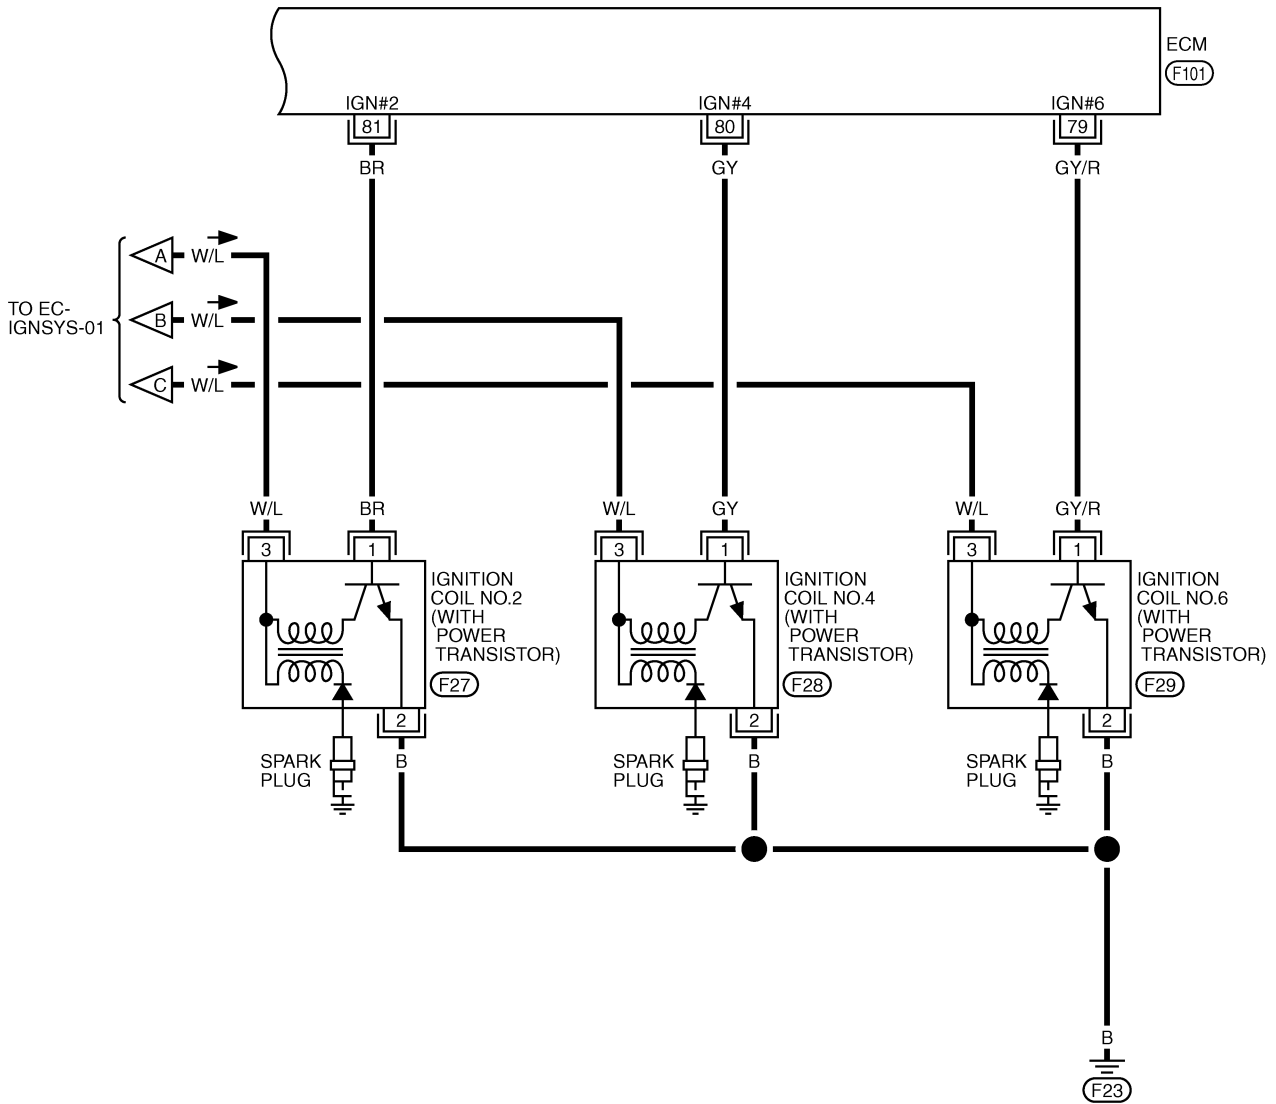 ECM
F101
IGN#2
IGN#4
IGN#6
81
80
79
BR
GY
GY/R
A
W/L
TO EC-
IGNSYS-01
B
W/L
C
W/L
W/L
BR
W/L
GY
W/L
GY/R
3
1
3
1
3
1
IGNITION
COIL NO.2
(WITH
POWER
TRANSISTOR)
F27
IGNITION
COIL NO.4
(WITH
POWER
TRANSISTOR)
F28
IGNITION
COIL NO.6
(WITH
POWER
TRANSISTOR)
F29
2
2
2
SPARK
PLUG
B
SPARK
PLUG
B
SPARK
PLUG
B
B
F23